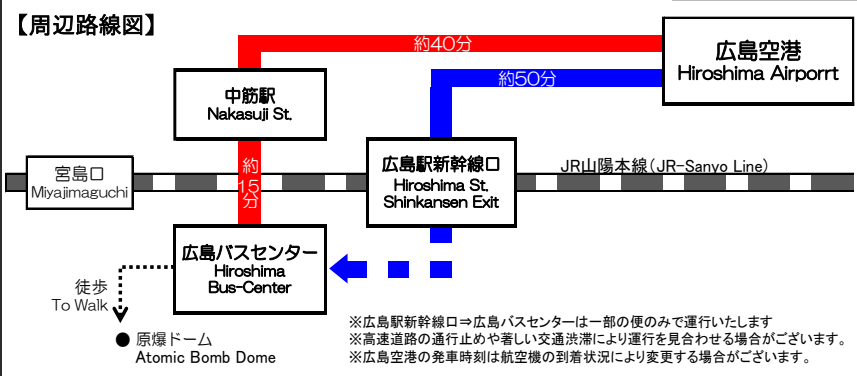 【周辺路線図】
約40分
広島空港
Hiroshima Airporrt
約50分
中筋駅
Nakasuji St.
約15分
宮島口
Miyajimaguchi
広島駅新幹線口
Hiroshima St.
Shinkansen Exit
JR山陽本線(JR-Sanyo Line)
広島バスセンター
Hiroshima
Bus-Center
徒歩
To Walk
● 原爆ドーム
Atomic Bomb Dome
※広島駅新幹線口⇒広島バスセンターは一部の便のみで運行いたします
※高速道路の通行止めや著しい交通渋滞により運行を見合わせる場合がございます。
※広島空港の発車時刻は航空機の到着状況により変更する場合がございます。